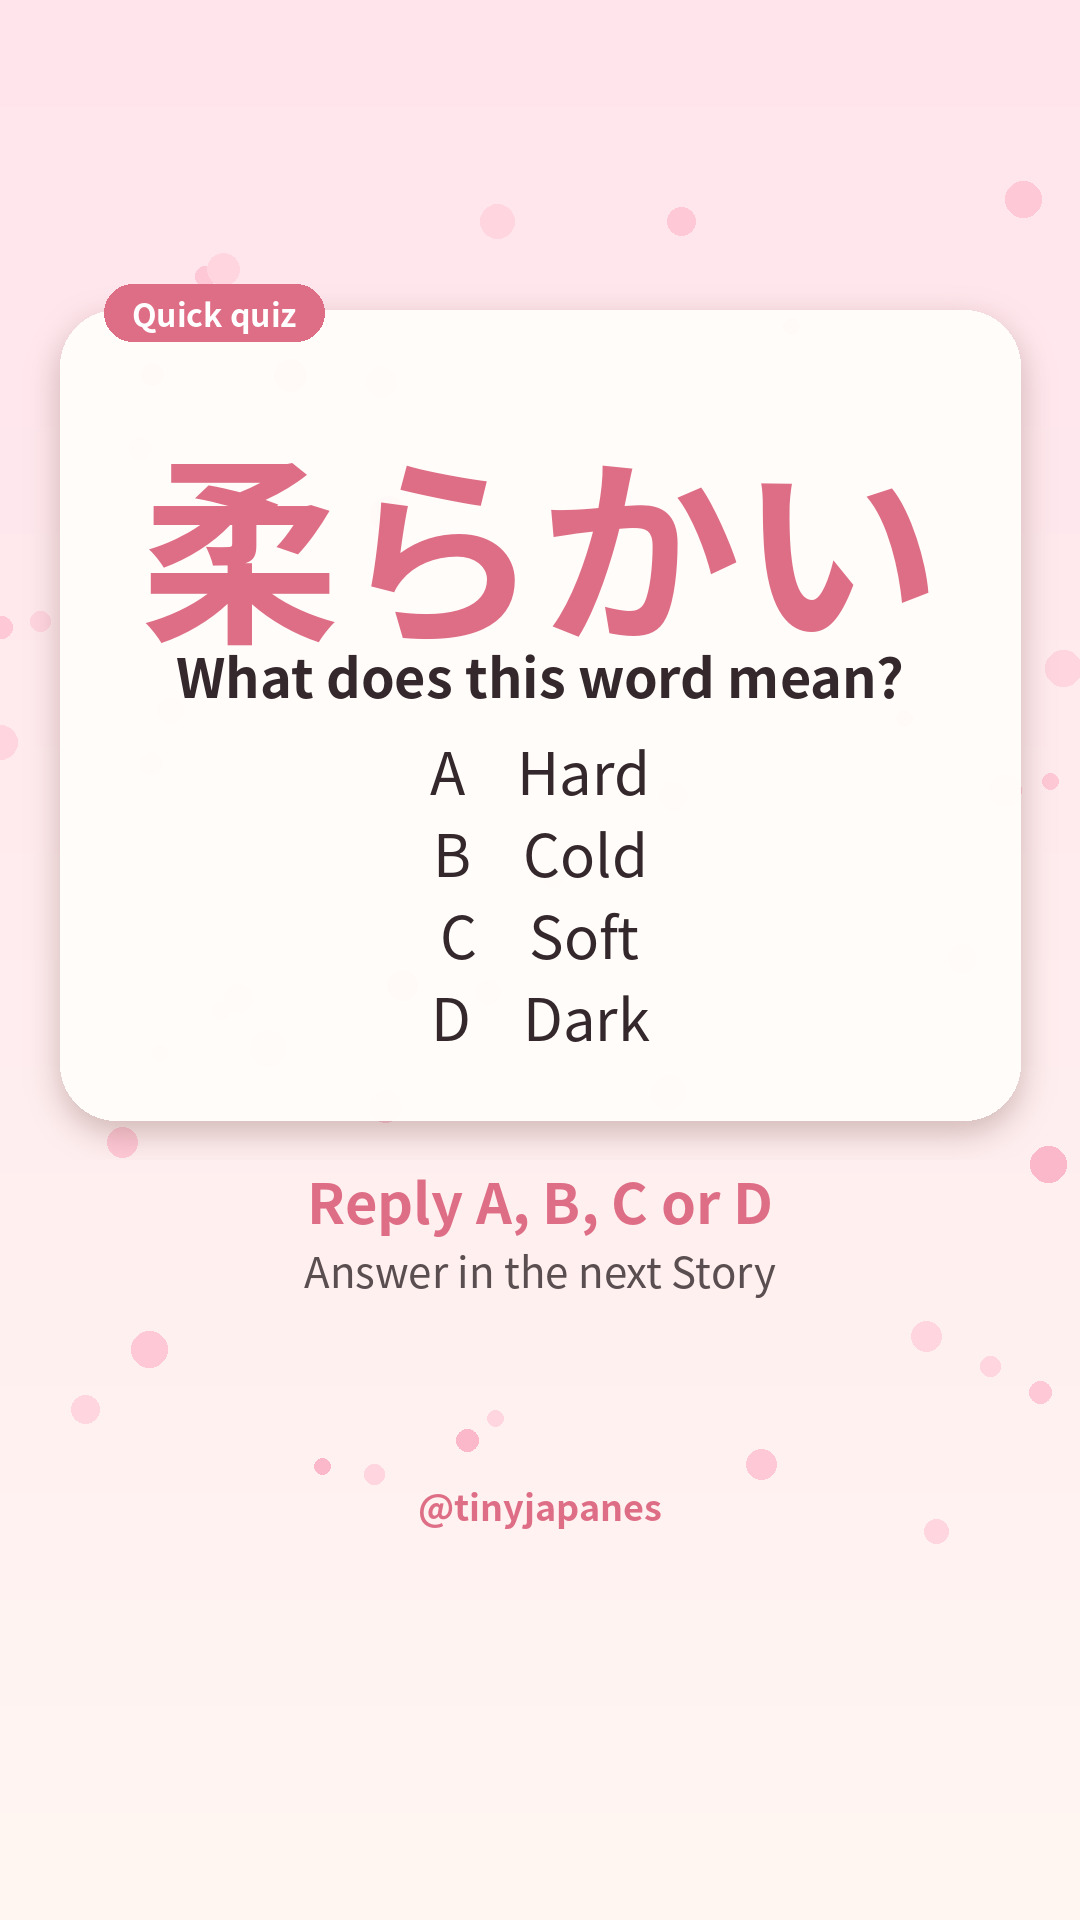 Quick quiz
柔らかい
What does this word mean?
A Hard
B Cold
C Soft
D Dark
Reply A, B, C or D
Answer in the next Story
@tinyjapanes